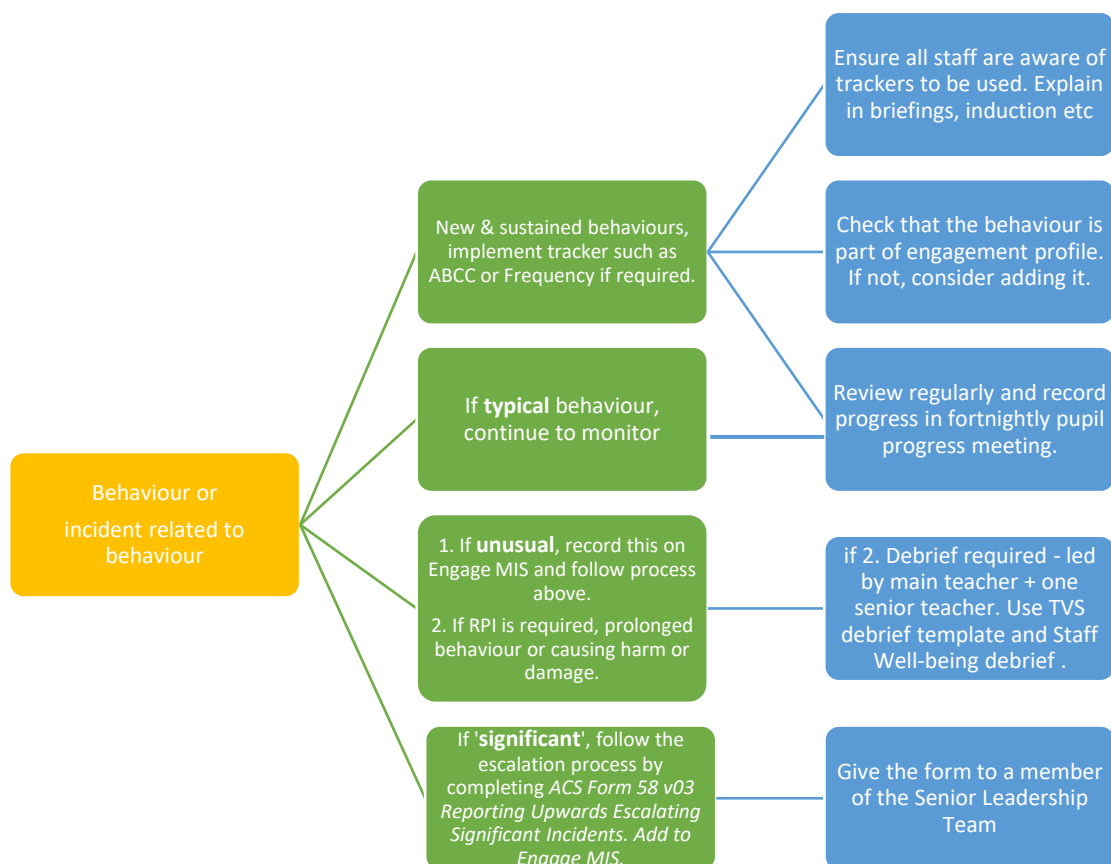 Behaviour or
incident related to
behaviour
New & sustained behaviours,
implement tracker such as
ABCC or Frequency if required.
Ensure all staff are aware of
trackers to be used. Explain
in briefings, induction etc
Check that the behaviour is
part of engagement profile.
If not, consider adding it.
Review regularly and record
progress in fortnightly pupil
progress meeting.
If typical behaviour,
continue to monitor
1. If unusual, record this on
Engage MIS and follow process
above.
2. If RPI is required, prolonged
behaviour or causing harm or
damage.
if 2. Debrief required - led
by main teacher + one
senior teacher. Use TVS
debrief template and Staff
Well-being debrief .
If 'significant', follow the
escalation process by
completing ACS Form 58 v03
Reporting Upwards Escalating
Significant Incidents. Add to
Engage MIS.
Give the form to a member
of the Senior Leadership
Team